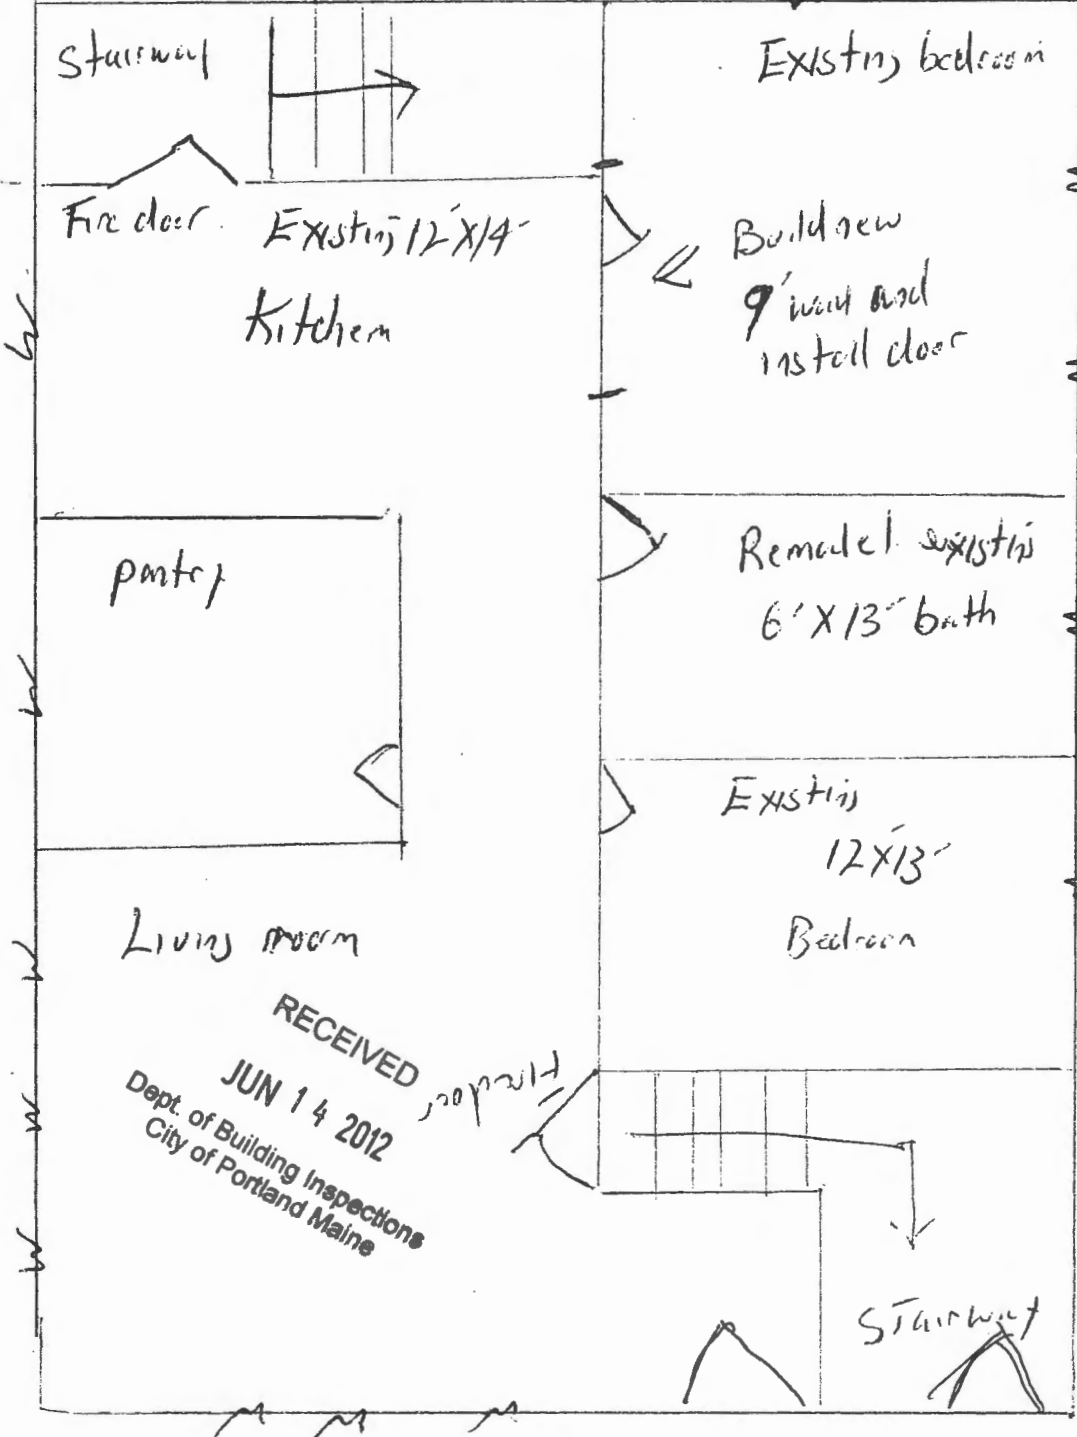 Stairway
Existing bedroom
Fire door
Existing 12'X14'
Kitchen
Build new
9' wall and
install door
pantry
Remodel existing
6' X 13' bath
Existing
12'X13'
Bedroom
Living room
RECEIVED
JUN 14 2012
Dept. of Building Inspections
City of Portland Maine
Fire door
Stairway